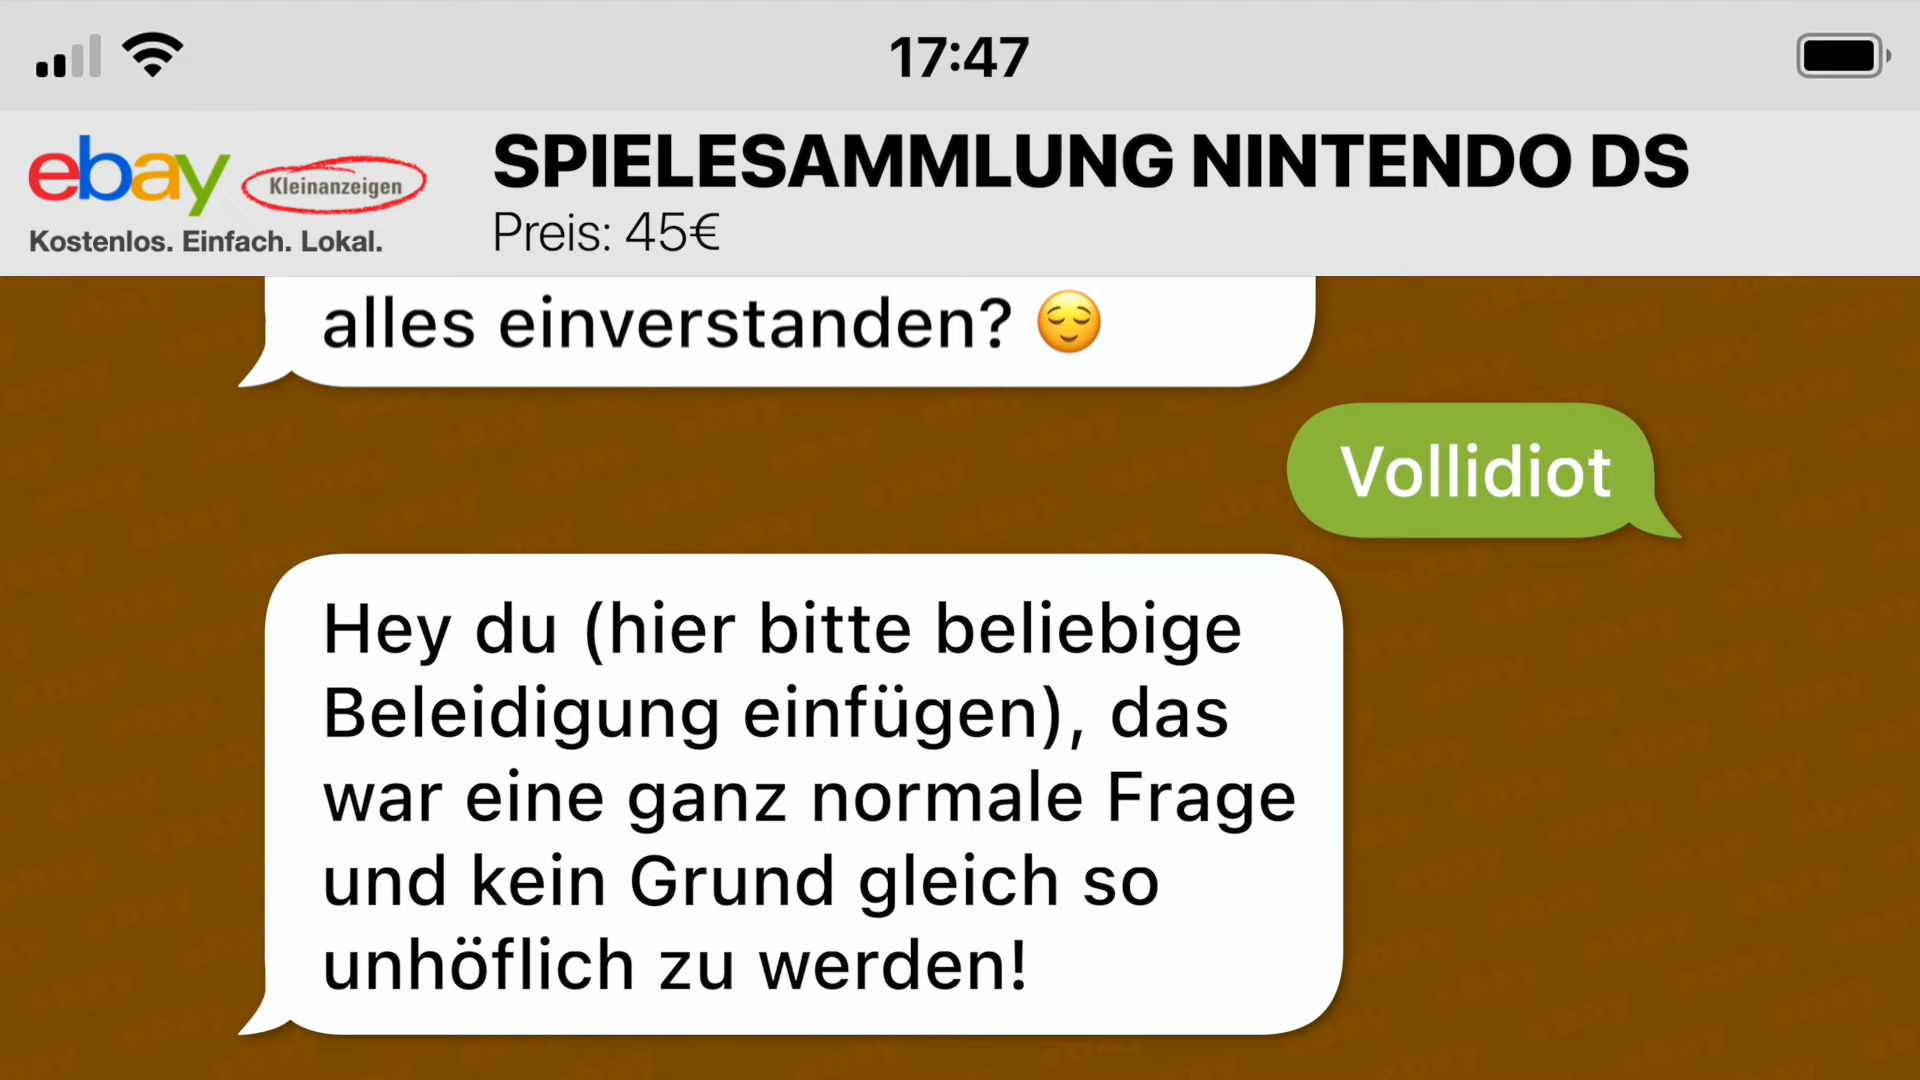 17:47
ebay Kleinanzeigen
Kostenlos. Einfach. Lokal.
SPIELESAMMLUNG NINTENDO DS
Preis: 45€
alles einverstanden? 😌
Vollidiot
Hey du (hier bitte beliebige
Beleidigung einfügen), das
war eine ganz normale Frage
und kein Grund gleich so
unhöflich zu werden!